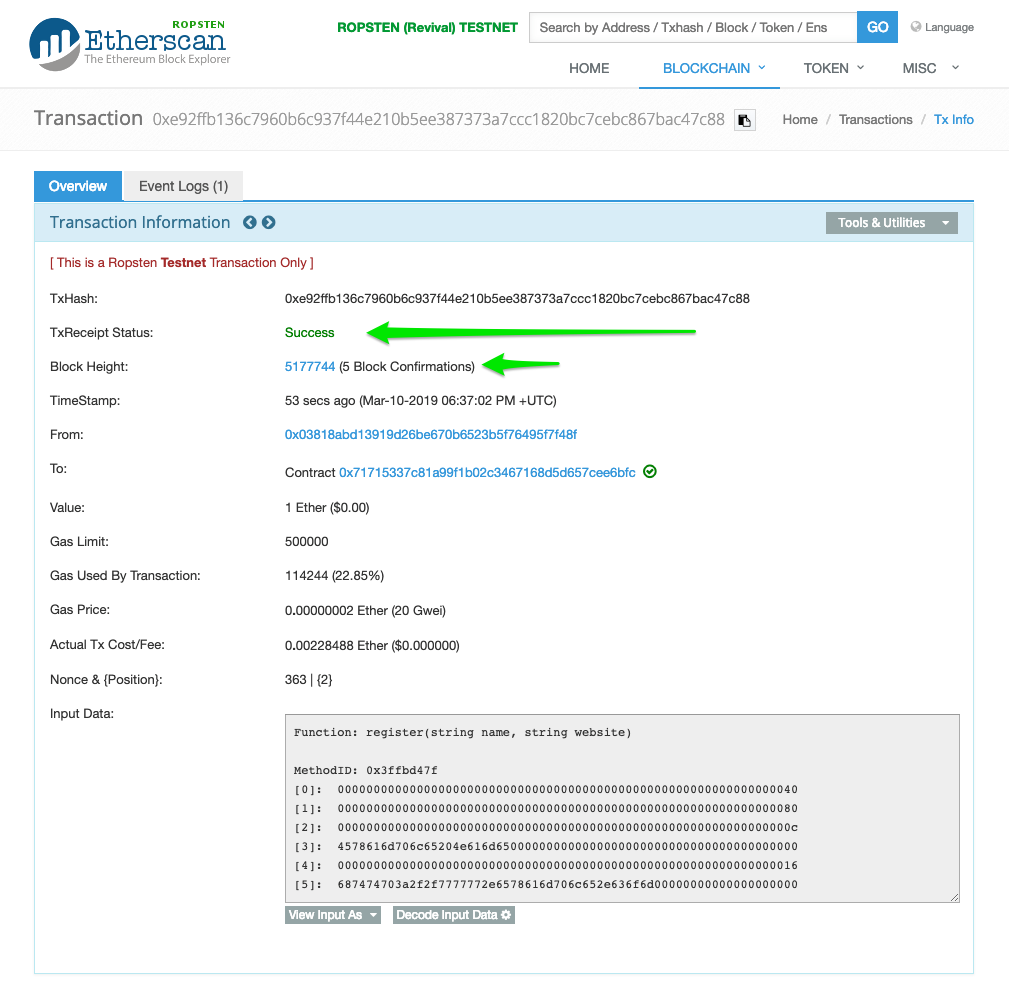 ROPSTEN
Etherscan
The Ethereum Block Explorer
ROPSTEN (Revival) TESTNET
Search by Address / Txhash / Block / Token / Ens
GO
Language
HOME
BLOCKCHAIN
TOKEN
MISC
Transaction 0xe92ffb136c7960b6c937f44e210b5ee387373a7ccc1820bc7cebc867bac47c88
Home / Transactions / Tx Info
Overview
Event Logs (1)
Transaction Information
Tools & Utilities
[ This is a Ropsten Testnet Transaction Only ]
TxHash: 0xe92ffb136c7960b6c937f44e210b5ee387373a7ccc1820bc7cebc867bac47c88
TxReceipt Status: Success
Block Height: 5177744 (5 Block Confirmations)
TimeStamp: 53 secs ago (Mar-10-2019 06:37:02 PM +UTC)
From: 0x03818abd13919d26be670b6523b5f76495f7f48f
To: Contract 0x71715337c81a99f1b02c3467168d5d657cee6bfc
Value: 1 Ether ($0.00)
Gas Limit: 500000
Gas Used By Transaction: 114244 (22.85%)
Gas Price: 0.00000002 Ether (20 Gwei)
Actual Tx Cost/Fee: 0.00228488 Ether ($0.000000)
Nonce & {Position}: 363 | {2}
Input Data:
Function: register(string name, string website)
MethodID: 0x3ffbd47f
[0]: 0000000000000000000000000000000000000000000000000000000000000040
[1]: 0000000000000000000000000000000000000000000000000000000000000080
[2]: 000000000000000000000000000000000000000000000000000000000000000c
[3]: 4578616d706c65204e616d650000000000000000000000000000000000000000
[4]: 0000000000000000000000000000000000000000000000000000000000000016
[5]: 687474703a2f2f7777772e6578616d706c652e636f6d00000000000000000000
View Input As
Decode Input Data